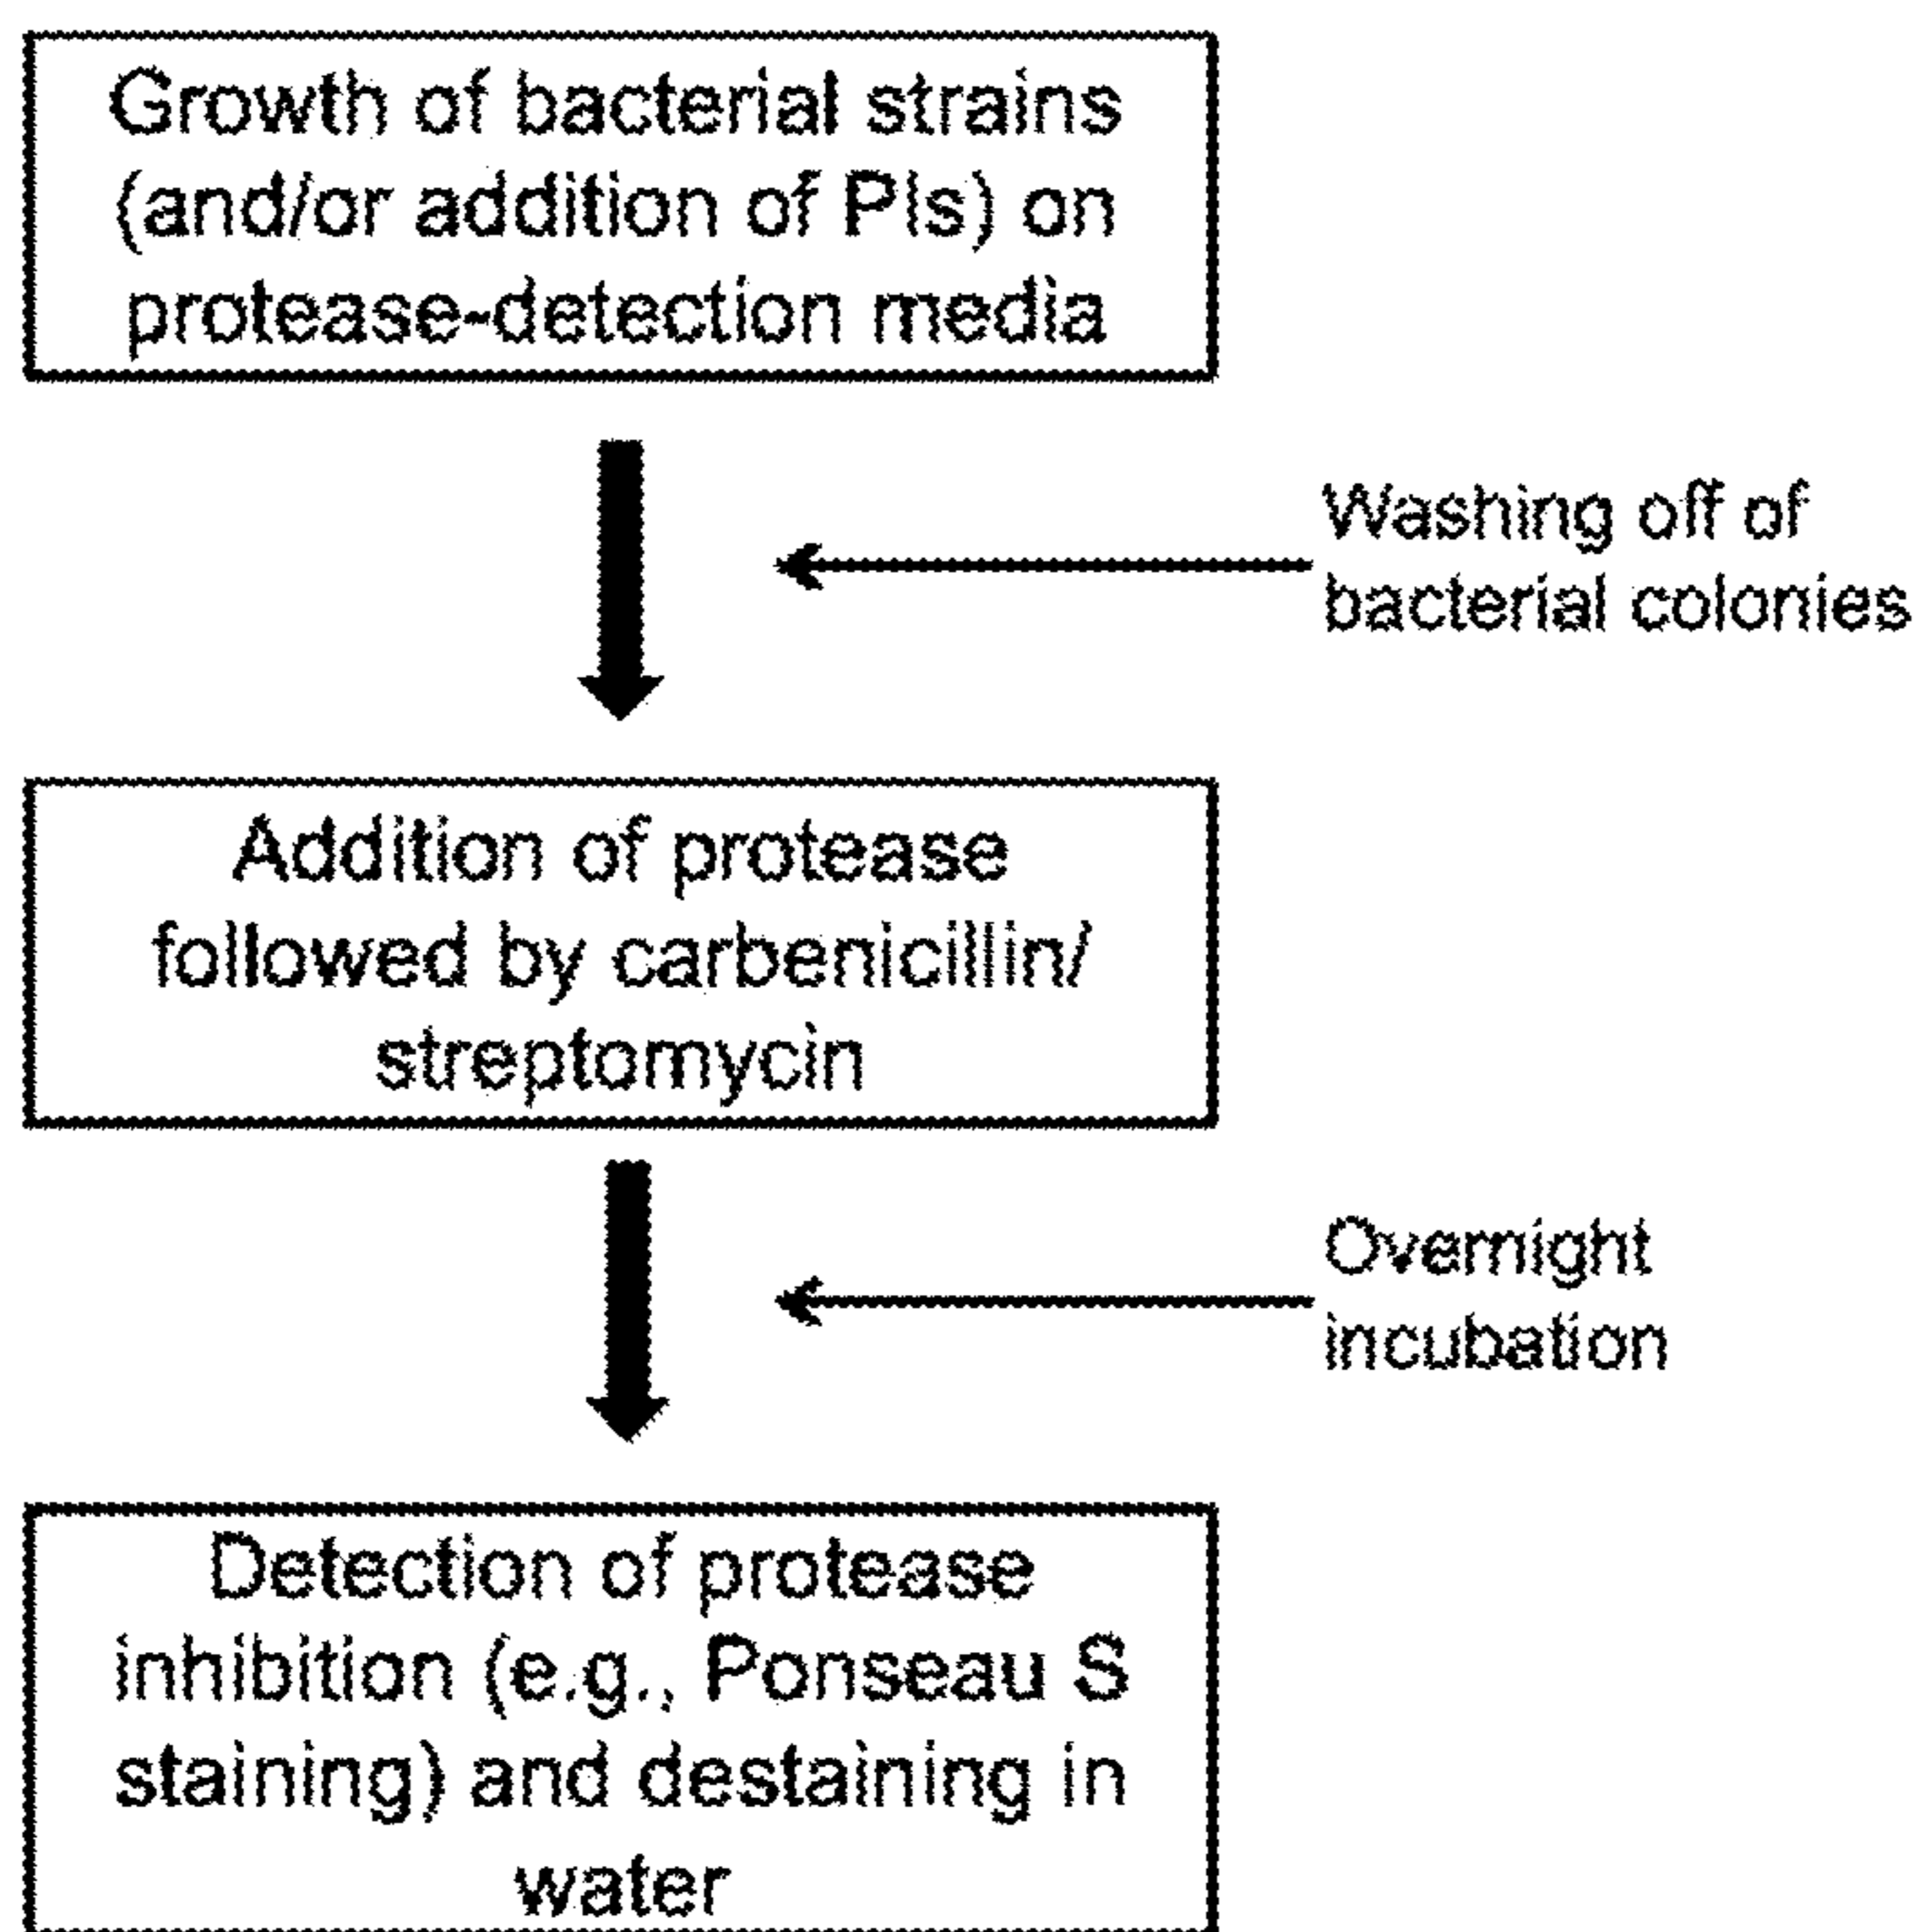 Growth of bacterial strains
(and/or addition of PIs) on
protease-detection media
Washing off of
bacterial colonies
Addition of protease
followed by carbenicillin/
streptomycin
Overnight
incubation
Detection of protease
inhibition (e.g., Ponseau S
staining) and destaining in
water